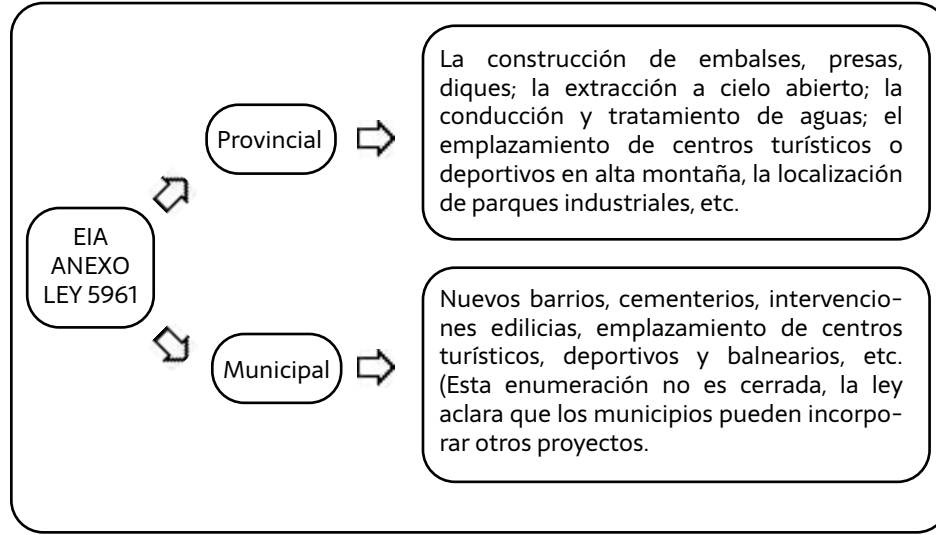 EIA
ANEXO
LEY 5961
Provincial
La construcción de embalses, presas,
diques; la extracción a cielo abierto; la
conducción y tratamiento de aguas; el
emplazamiento de centros turísticos o
deportivos en alta montaña, la localización
de parques industriales, etc.
Municipal
Nuevos barrios, cementerios, intervencio-
nes edilicias, emplazamiento de centros
turísticos, deportivos y balnearios, etc.
(Esta enumeración no es cerrada, la ley
aclara que los municipios pueden incorpo-
rar otros proyectos.